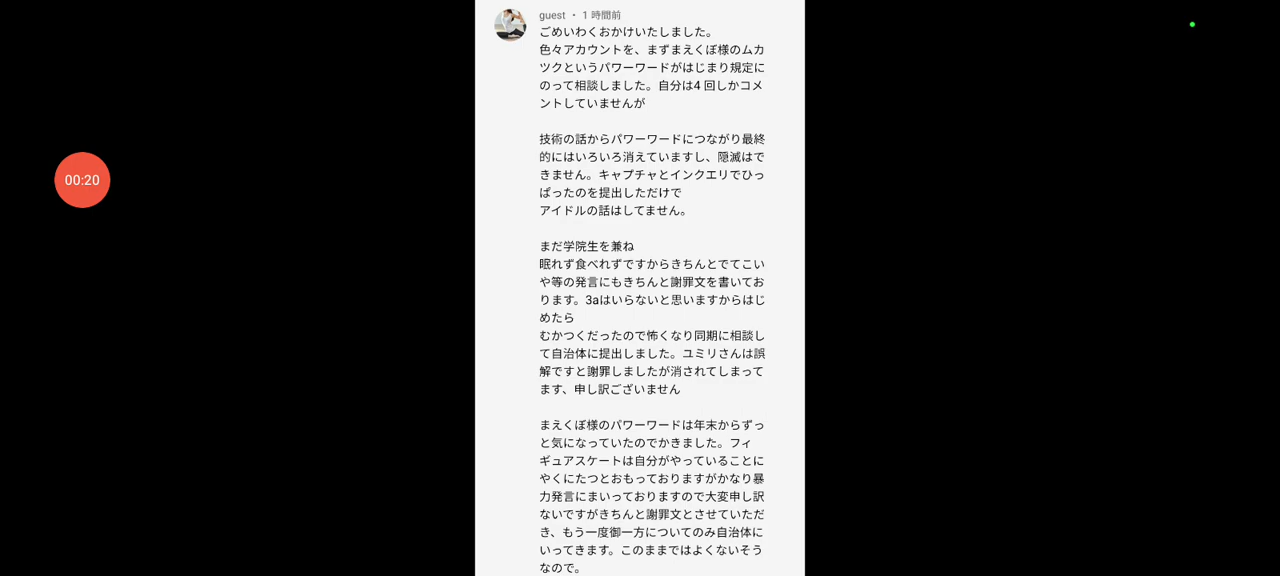 guest ・ 1 時間前
ごめいわくおかけいたしました。
色々アカウントを、まずまえくぼ様のムカ
ツクというパワーワードがはじまり規定に
のって相談しました。自分は4 回しかコメ
ントしていませんが
00:20
技術の話からパワーワードにつながり最終
的にはいろいろ消えていますし、隠滅はで
きません。キャプチャとインクエリでひっ
ぱったのを提出しただけで
アイドルの話はしてません。
まだ学院生を兼ね
眠れず食べれずですからきちんとでてこい
や等の発言にもきちんと謝罪文を書いてお
ります。3aはいらないと思いますからはじ
めたら
むかつくだったので怖くなり同期に相談し
て自治体に提出しました。ユミリさんは誤
解ですと謝罪しましたが消されてしまって
ます、申し訳ございません
まえくぼ様のパワーワードは年末からずっ
と気になっていたのでかきました。フィ
ギュアスケートは自分がやっていることに
やくにたつとおもっておりますがかなり暴
力発言にまいっておりますので大変申し訳
ないですがきちんと謝罪文とさせていただ
き、もう一度御一方についてのみ自治体に
いってきます。このままではよくないそう
なので。